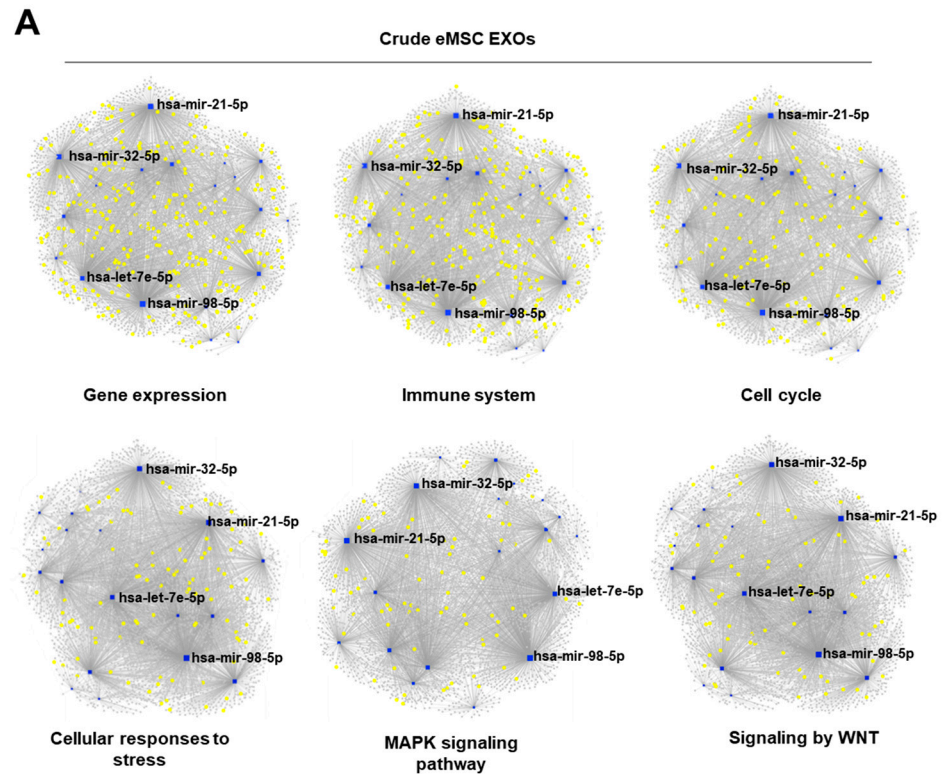 A
Crude eMSC EXOs
hsa-mir-21-5p
hsa-mir-32-5p
hsa-let-7e-5p
hsa-mir-98-5p
Gene expression
hsa-mir-21-5p
hsa-mir-32-5p
hsa-let-7e-5p
hsa-mir-98-5p
Immune system
hsa-mir-21-5p
hsa-mir-32-5p
hsa-let-7e-5p
hsa-mir-98-5p
Cell cycle
hsa-mir-32-5p
hsa-mir-21-5p
hsa-let-7e-5p
hsa-mir-98-5p
Cellular responses to
stress
hsa-mir-32-5p
hsa-mir-21-5p
hsa-let-7e-5p
hsa-mir-98-5p
MAPK signaling
pathway
hsa-mir-32-5p
hsa-mir-21-5p
hsa-let-7e-5p
hsa-mir-98-5p
Signaling by WNT